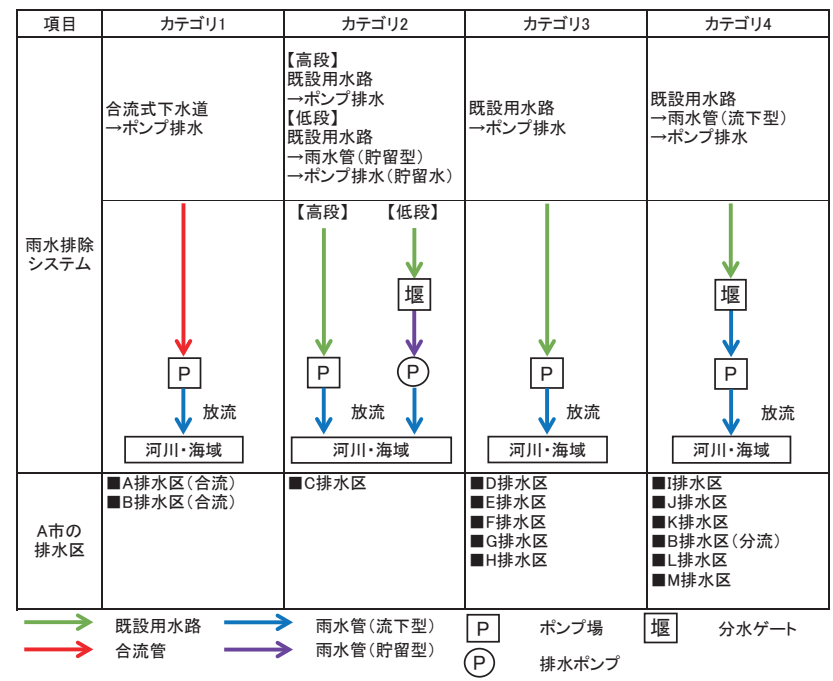 項目
カテゴリ1
カテゴリ2
カテゴリ3
カテゴリ4
雨水排除
システム
合流式下水道
→ポンプ排水
【高段】
既設用水路
→ポンプ排水
【低段】
既設用水路
→雨水管(貯留型)
→ポンプ排水(貯留水)
既設用水路
→ポンプ排水
既設用水路
→雨水管(流下型)
→ポンプ排水
P
放流
河川・海域
【高段】 【低段】
堰
P
P
放流
河川・海域
P
放流
河川・海域
堰
P
放流
河川・海域
A市の
排水区
■A排水区(合流)
■B排水区(合流)
■C排水区
■D排水区
■E排水区
■F排水区
■G排水区
■H排水区
■I排水区
■J排水区
■K排水区
■B排水区(分流)
■L排水区
■M排水区
既設用水路
雨水管(流下型)
P ポンプ場
堰 分水ゲート
合流管
雨水管(貯留型)
P 排水ポンプ